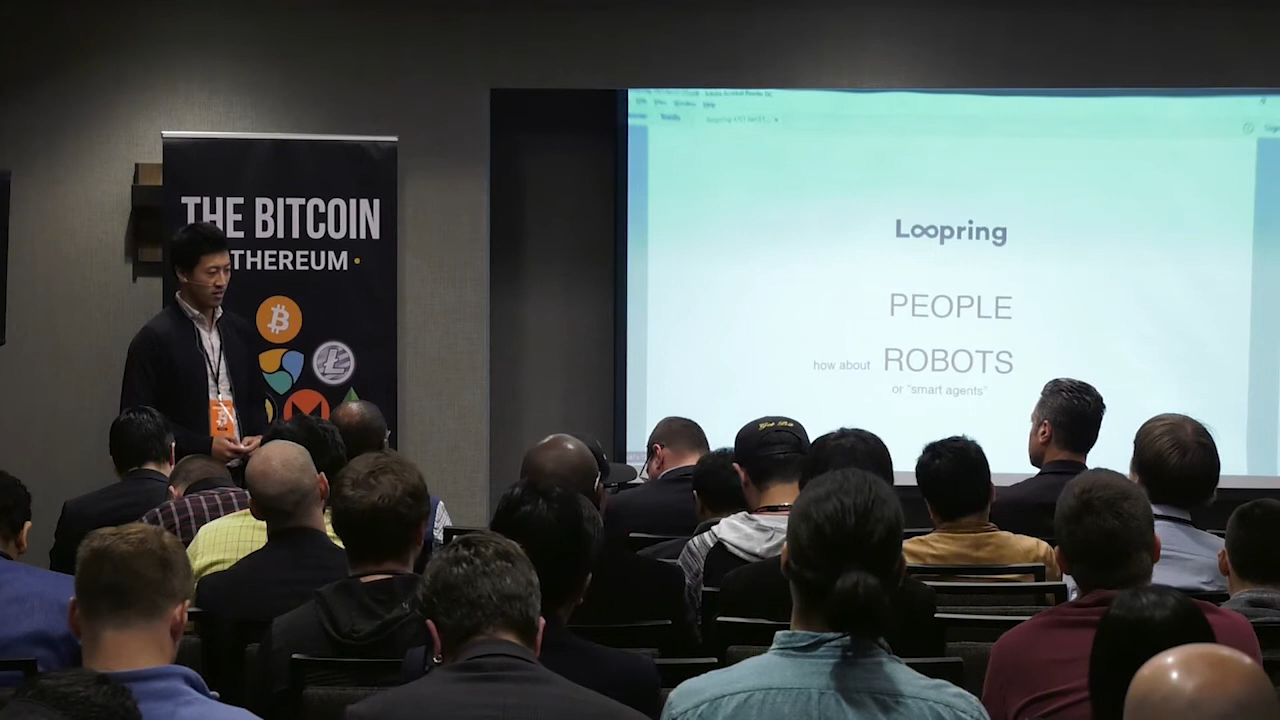 THE BITCOIN
THEREUM
Loopring
PEOPLE
how about ROBOTS
or "smart agents"